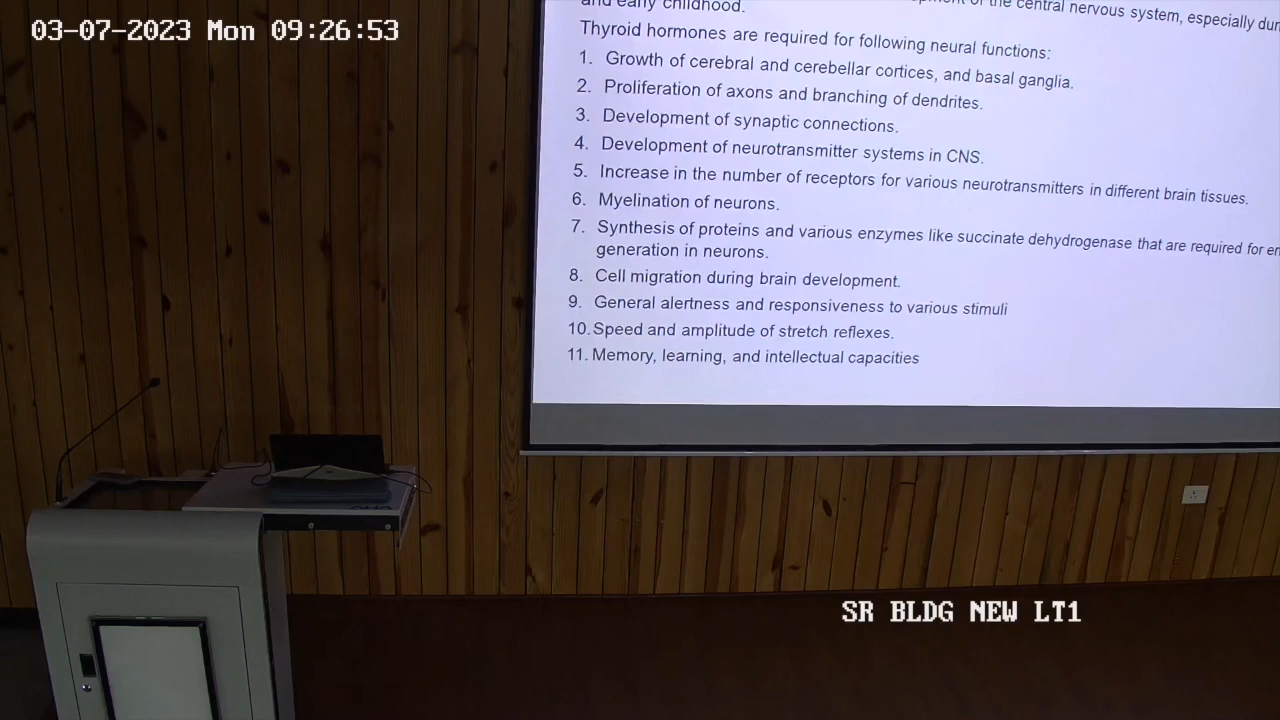 03-07-2023 Mon 09:26:53
and early childhood.
of the central nervous system, especially
Thyroid hormones are required for following neural functions:
1. Growth of cerebral and cerebellar cortices, and basal ganglia.
2. Proliferation of axons and branching of dendrites.
3. Development of synaptic connections.
4. Development of neurotransmitter systems in CNS.
5. Increase in the number of receptors for various neurotransmitters in different brain tissues.
6. Myelination of neurons.
7. Synthesis of proteins and various enzymes like succinate dehydrogenase that are required for
generation in neurons.
8. Cell migration during brain development.
9. General alertness and responsiveness to various stimuli
10. Speed and amplitude of stretch reflexes.
11. Memory, learning, and intellectual capacities
SR BLDG NEW LT1